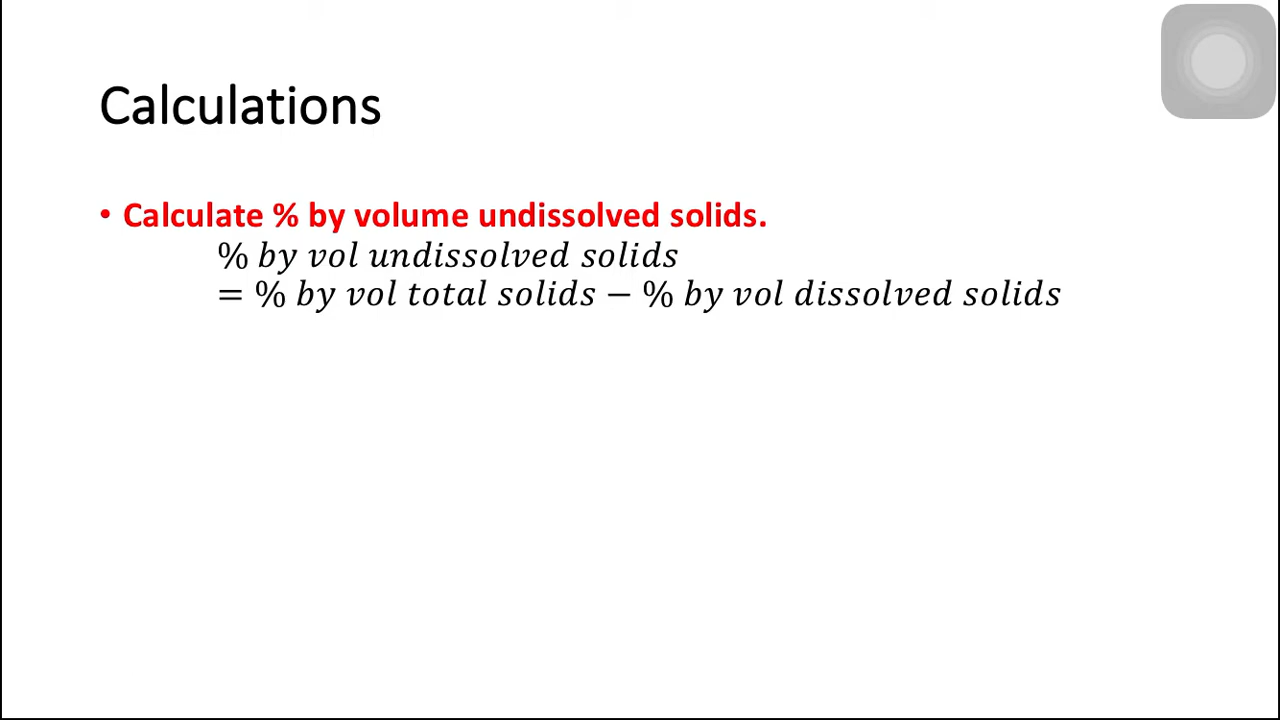 Calculations
• Calculate % by volume undissolved solids.
% by vol undissolved solids
= % by vol total solids − % by vol dissolved solids